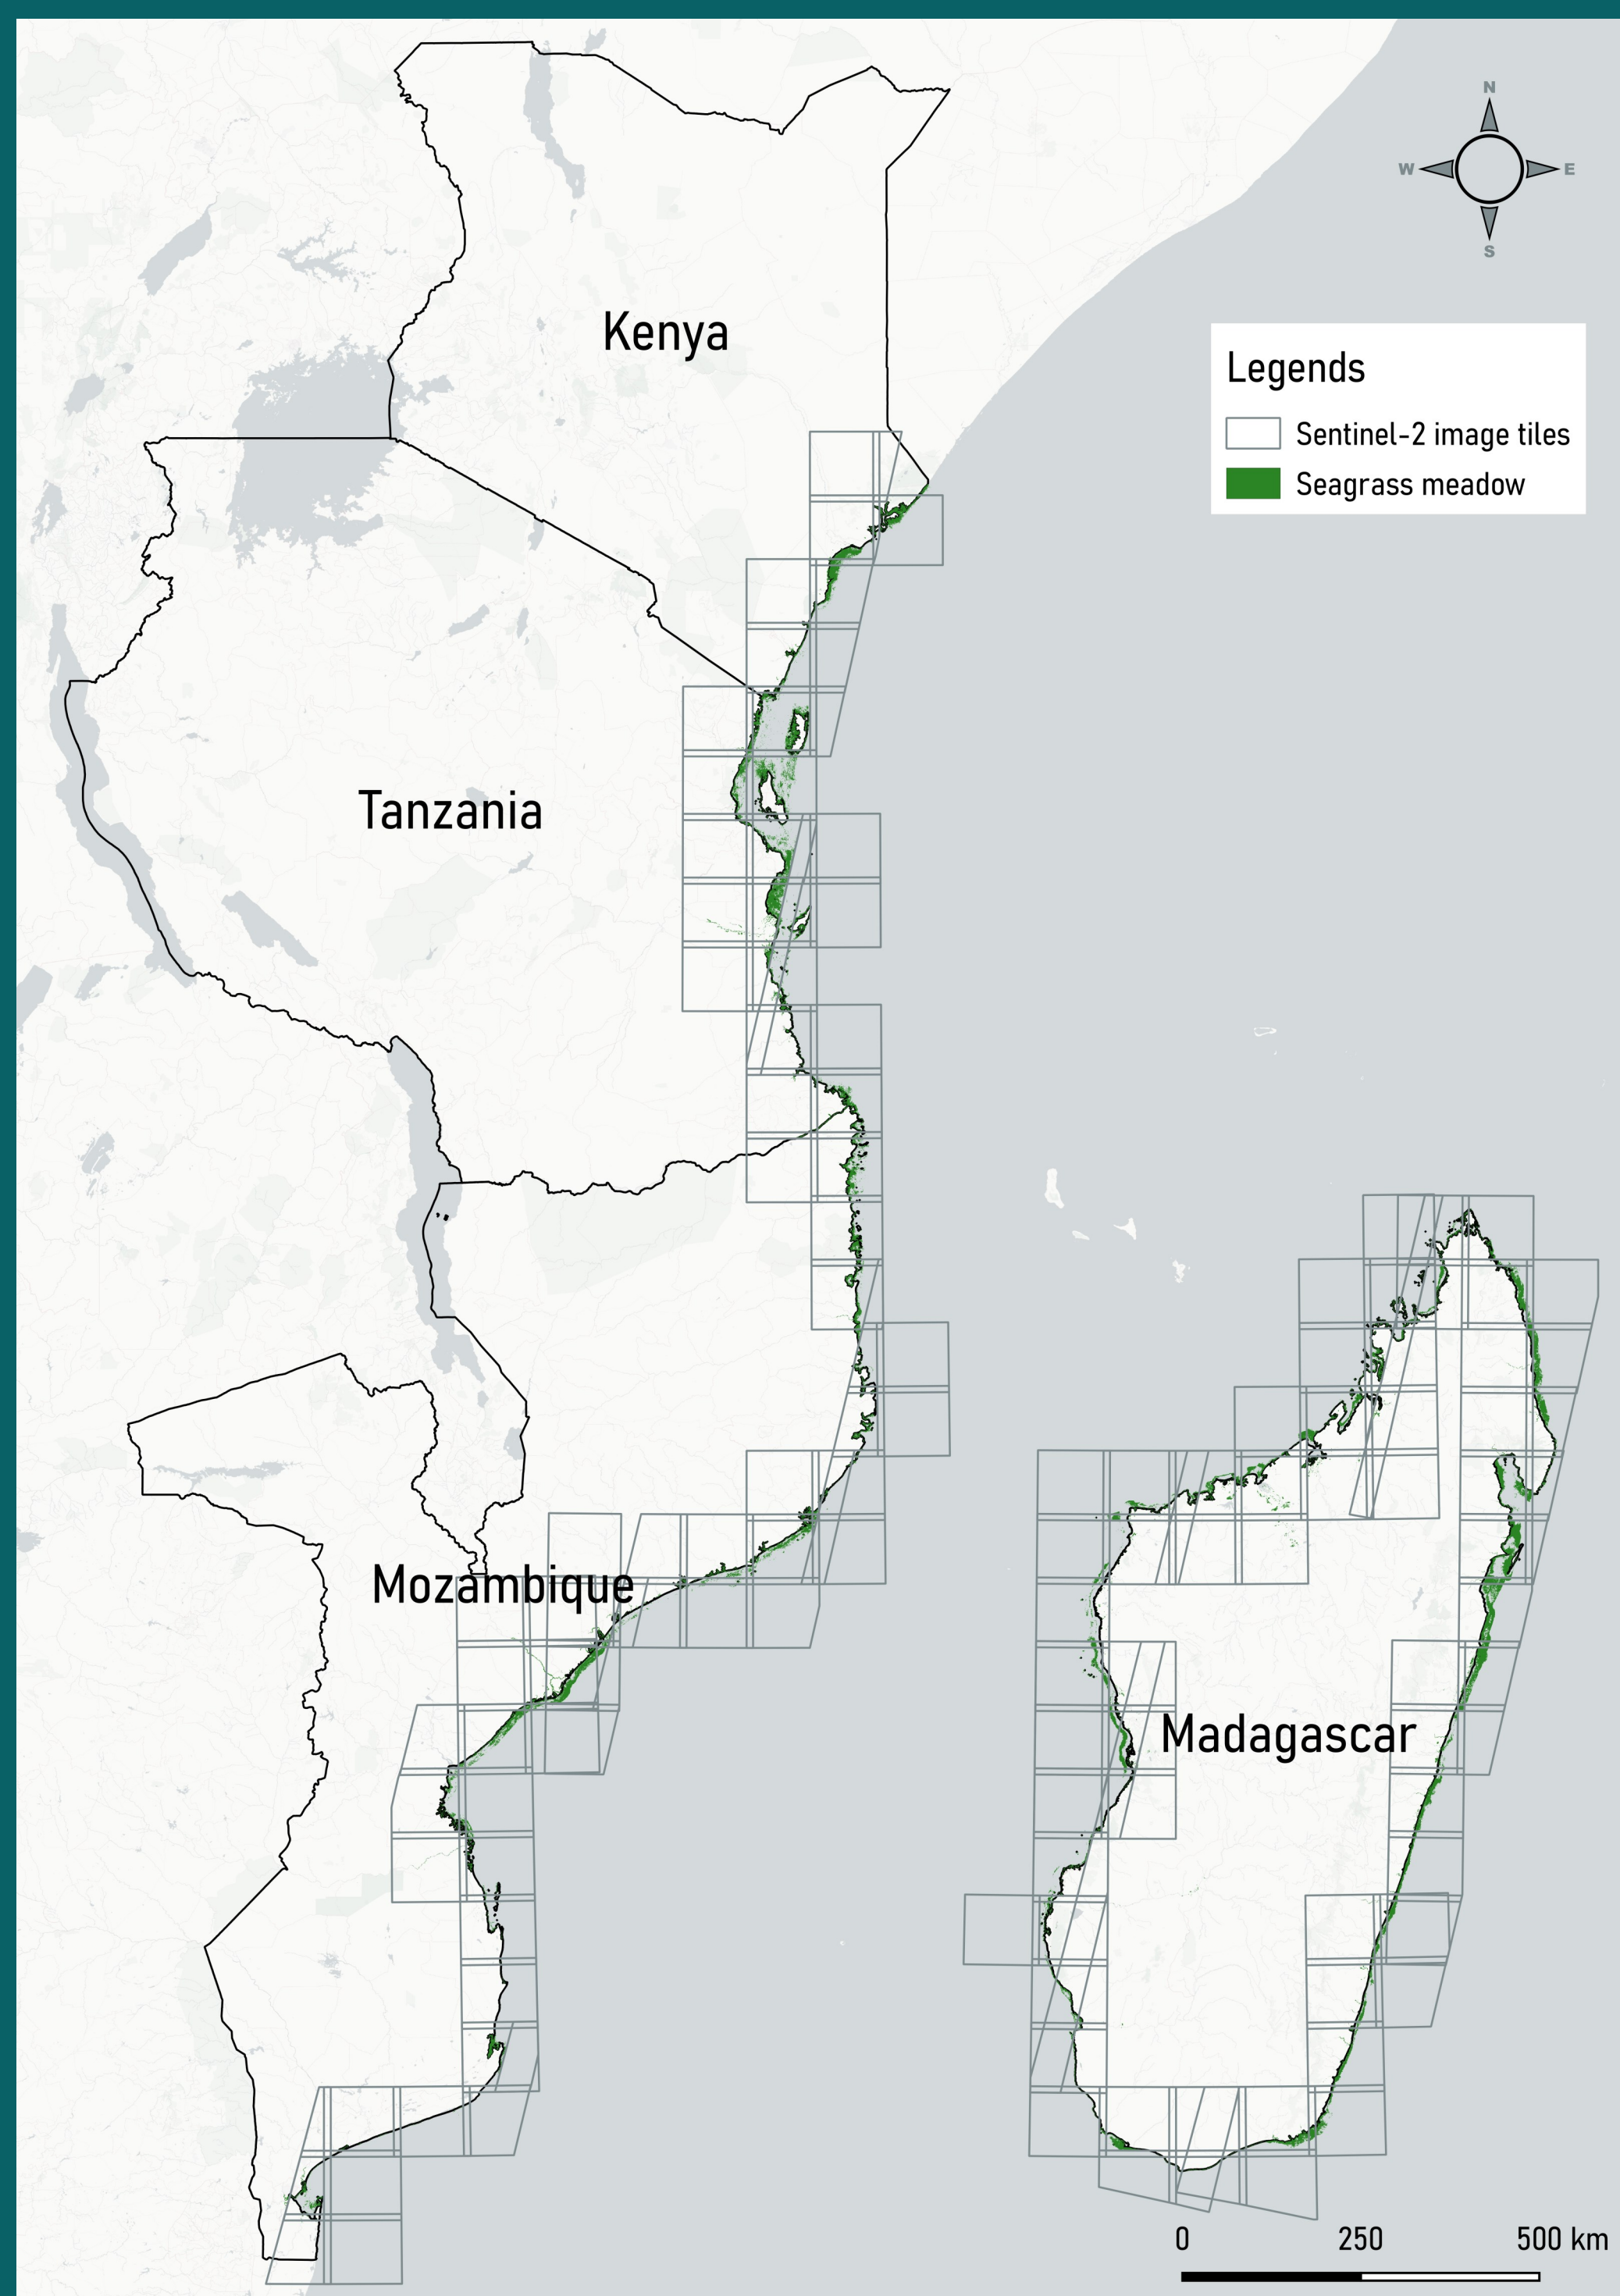 N
W E
S
Kenya
Legends
Sentinel-2 image tiles
Seagrass meadow
Tanzania
Mozambique
Madagascar
0 250 500 km